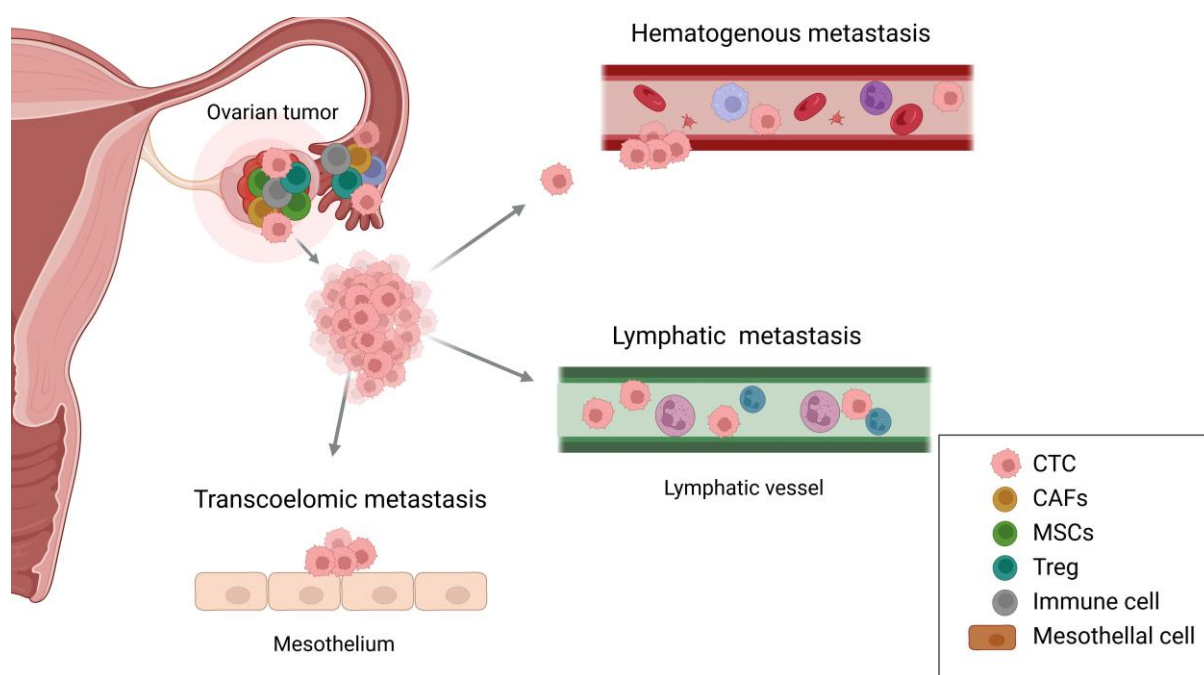 Hematogenous metastasis
Ovarian tumor
Lymphatic metastasis
Lymphatic vessel
Transcoelomic metastasis
Mesothelium
CTC
CAFs
MSCs
Treg
Immune cell
Mesothellal cell